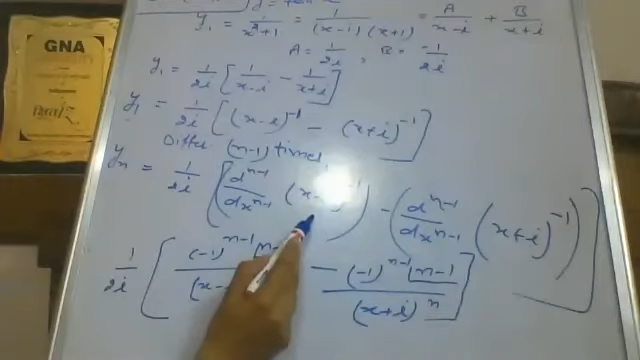 y = tan
y₁ = 1/(x²+1) = 1/((x-i)(x+i)) = A/(x-i) + B/(x+i)
A = 1/2i , B = -1/2i
y₁ = 1/2i [ 1/(x-i) - 1/(x+i) ]
y₁ = 1/2i [ (x-i)⁻¹ - (x+i)⁻¹ ]
Differ (n-1) times
yₙ = 1/2i [ ( dⁿ⁻¹/dxⁿ⁻¹ (x- ) - ( dⁿ⁻¹/dxⁿ⁻¹ (x+i)⁻¹ ) ]
1/2i [ (-1)ⁿ⁻¹ /(x- - (-1)ⁿ⁻¹ |n-1 /(x+i)ⁿ ]
GNA